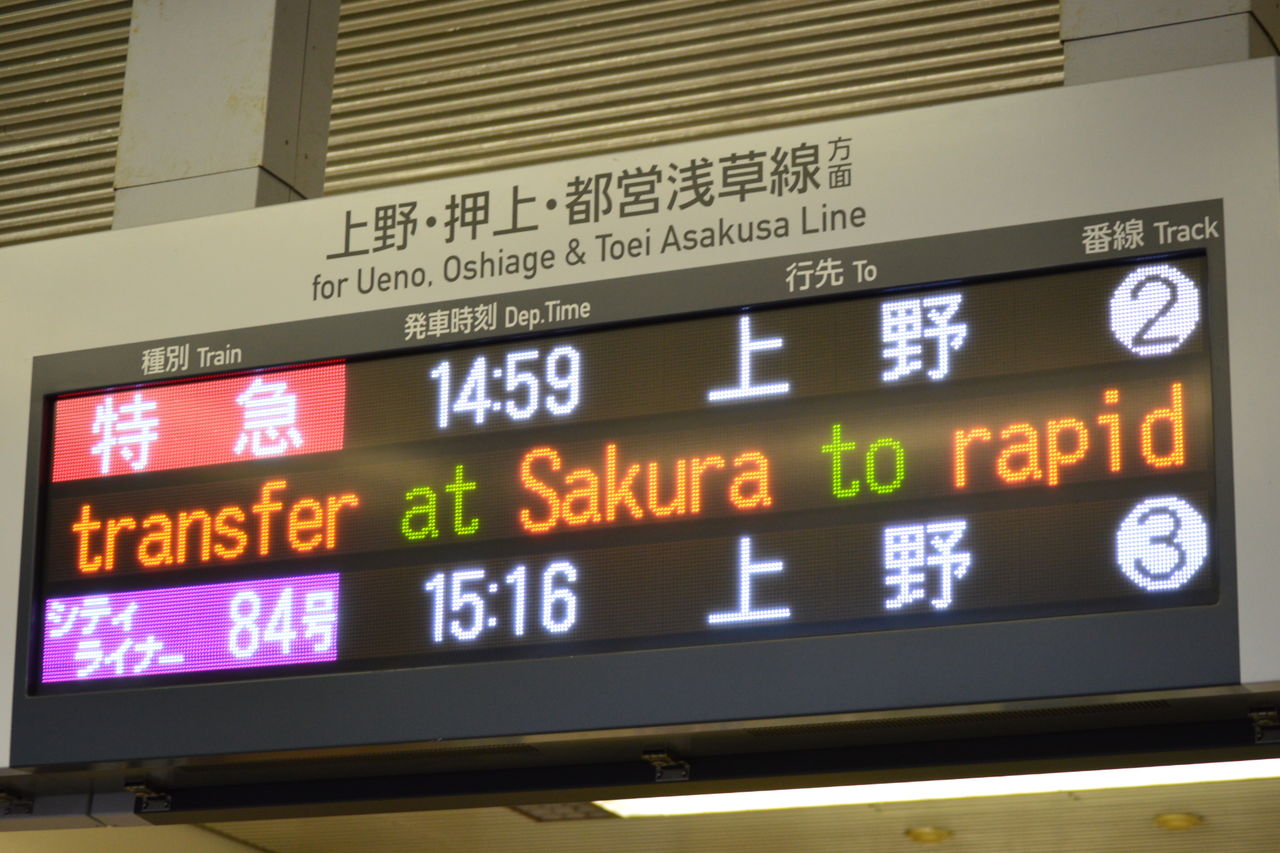 上野・押上・都営浅草線方面
for Ueno, Oshiage & Toei Asakusa Line
種別 Train 発車時刻 Dep.Time 行先 To 番線 Track
特急 14:59 上野 2
transfer at Sakura to rapid
シティライナー 84号 15:16 上野 3